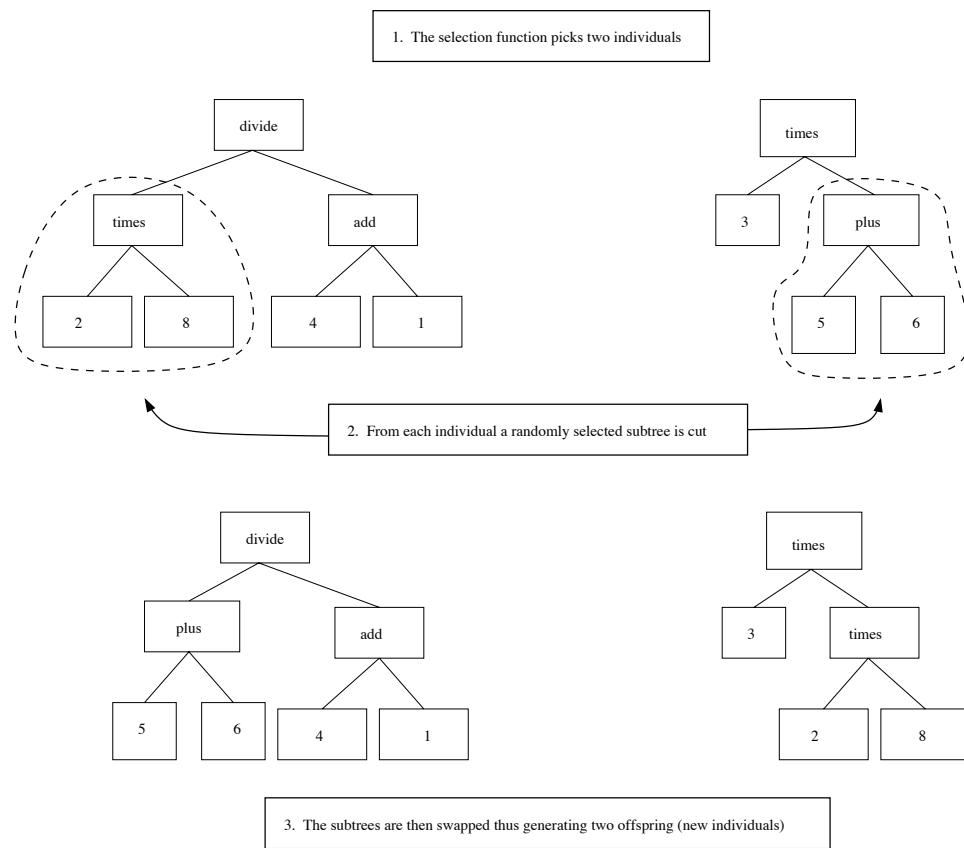 1. The selection function picks two individuals
divide
times
times
add
3
plus
2
8
4
1
5
6
2. From each individual a randomly selected subtree is cut
divide
times
plus
add
3
times
5
6
4
1
2
8
3. The subtrees are then swapped thus generating two offspring (new individuals)